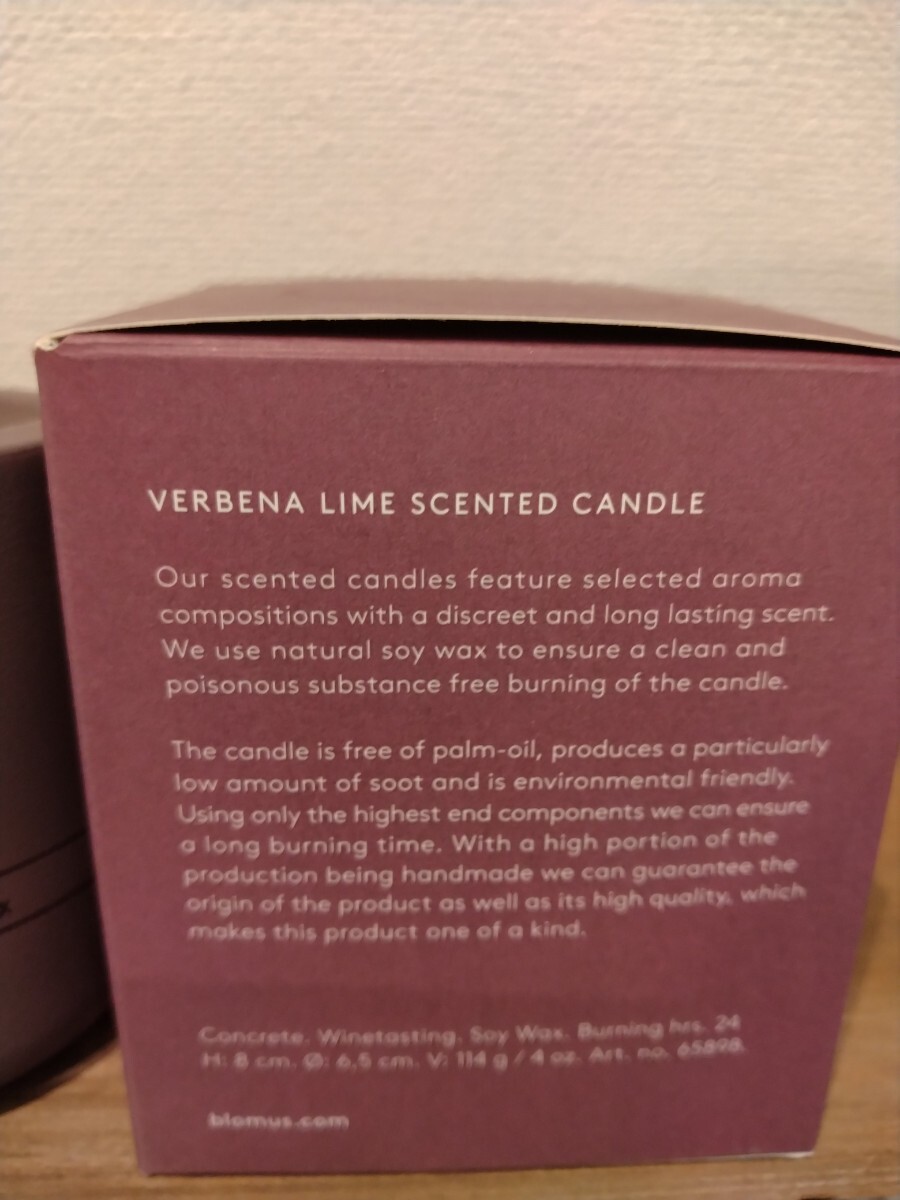 VERBENA LIME SCENTED CANDLE
Our scented candles feature selected aroma
compositions with a discreet and long lasting scent.
We use natural soy wax to ensure a clean and
poisonous substance free burning of the candle.
The candle is free of palm-oil, produces a particularly
low amount of soot and is environmental friendly.
Using only the highest end components we can ensure
a long burning time. With a high portion of the
production being handmade we can guarantee the
origin of the product as well as its high quality, which
makes this product one of a kind.
Concrete. Winetasting. Soy Wax. Burning hrs. 24
H: 8 cm. Ø: 6,5 cm. V: 114 g / 4 oz. Art. no. 65898.
blomus.com